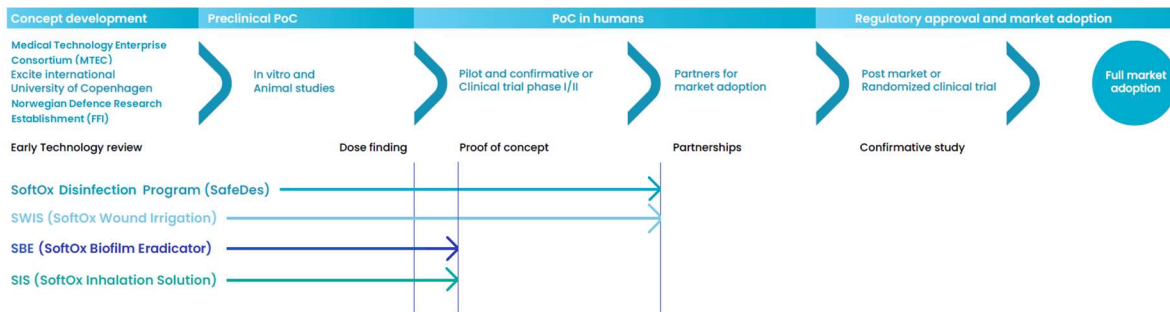 Concept development
Preclinical PoC
PoC in humans
Regulatory approval and market adoption
Medical Technology Enterprise
Consortium (MTEC)
Excite international
University of Copenhagen
Norwegian Defence Research
Establishment (FFI)
In vitro and
Animal studies
Pilot and confirmative or
Clinical trial phase I/II
Partners for
market adoption
Post market or
Randomized clinical trial
Full market
adoption
Early Technology review
Dose finding
Proof of concept
Partnerships
Confirmative study
SoftOx Disinfection Program (SafeDes)
SWIS (SoftOx Wound Irrigation)
SBE (SoftOx Biofilm Eradicator)
SIS (SoftOx Inhalation Solution)